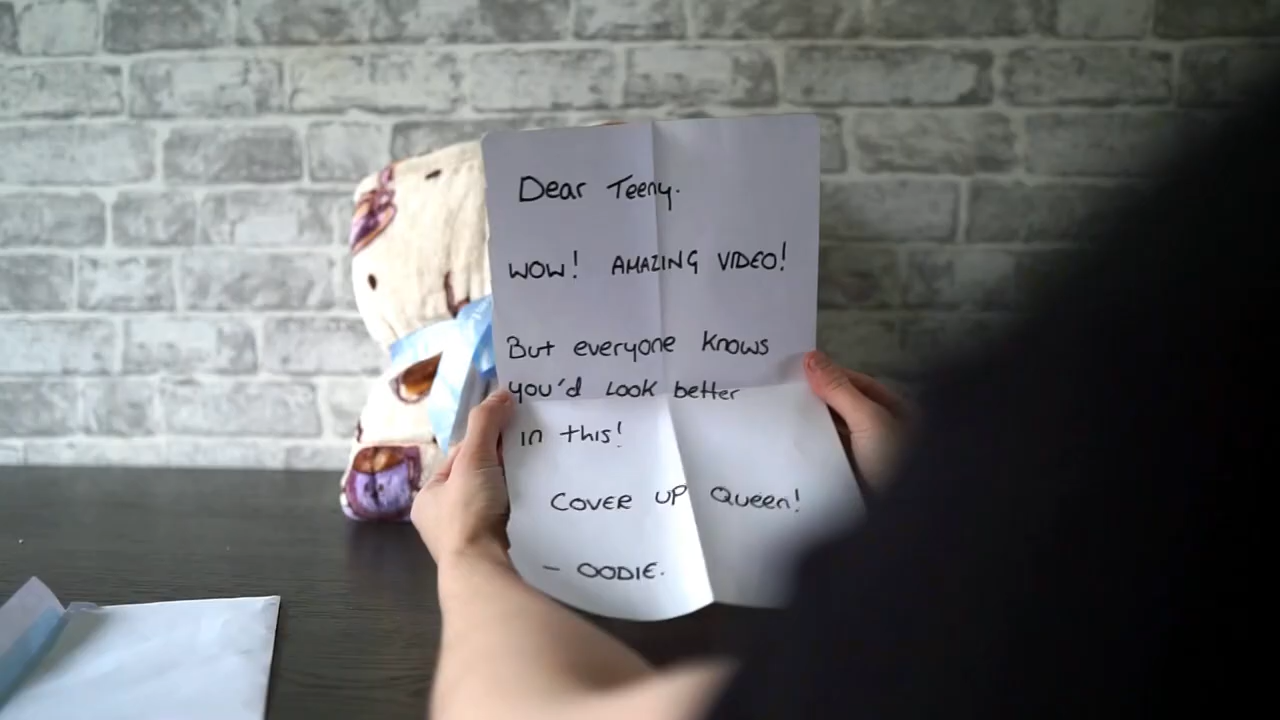 Dear Teeny.
WOW! AMAZING VIDEO!
But everyone knows
you'd look better
in this!
COVER UP Queen!
- OODIE.